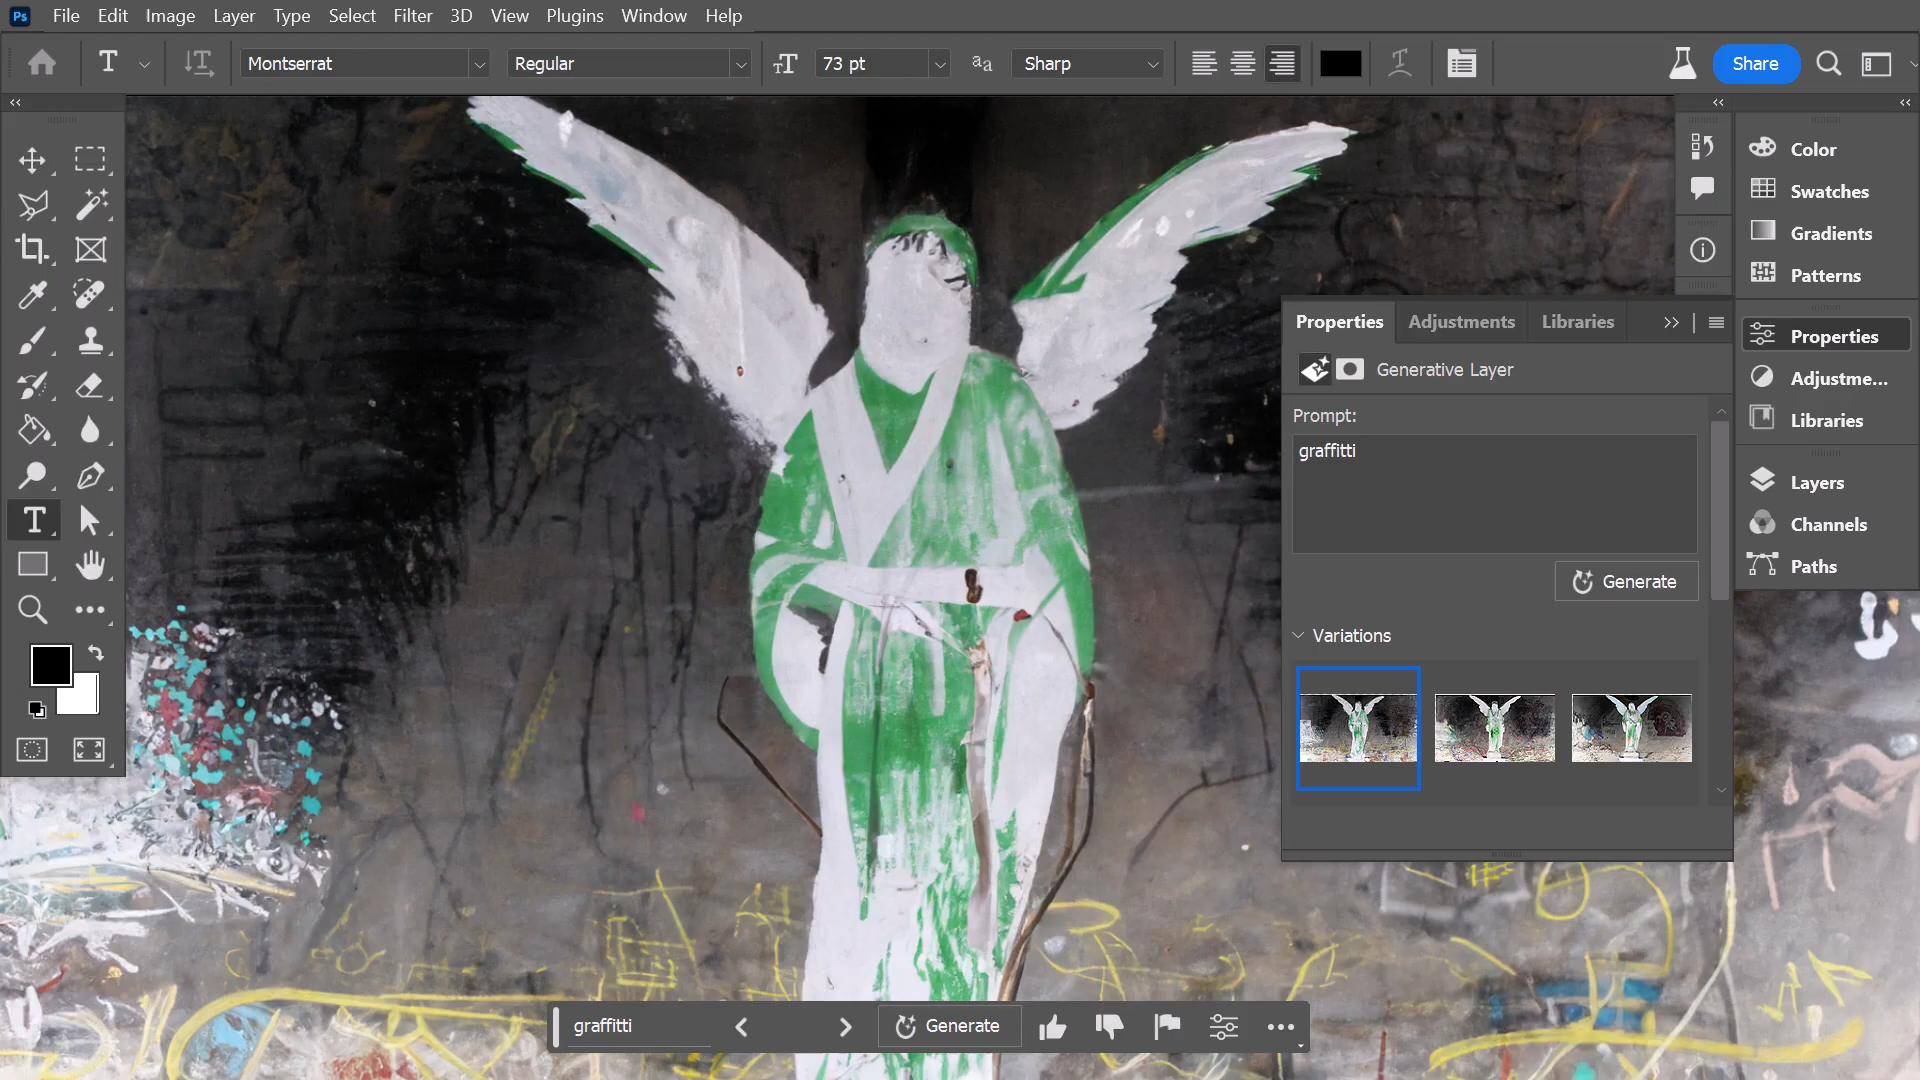 Ps File Edit Image Layer Type Select Filter 3D View Plugins Window Help
T Montserrat Regular 73 pt Sharp Share
Color
Swatches
Gradients
Patterns
Properties Adjustments Libraries
Properties
Generative Layer
Adjustme...
Prompt:
Libraries
graffitti
Layers
Channels
Paths
Generate
Variations
graffitti Generate